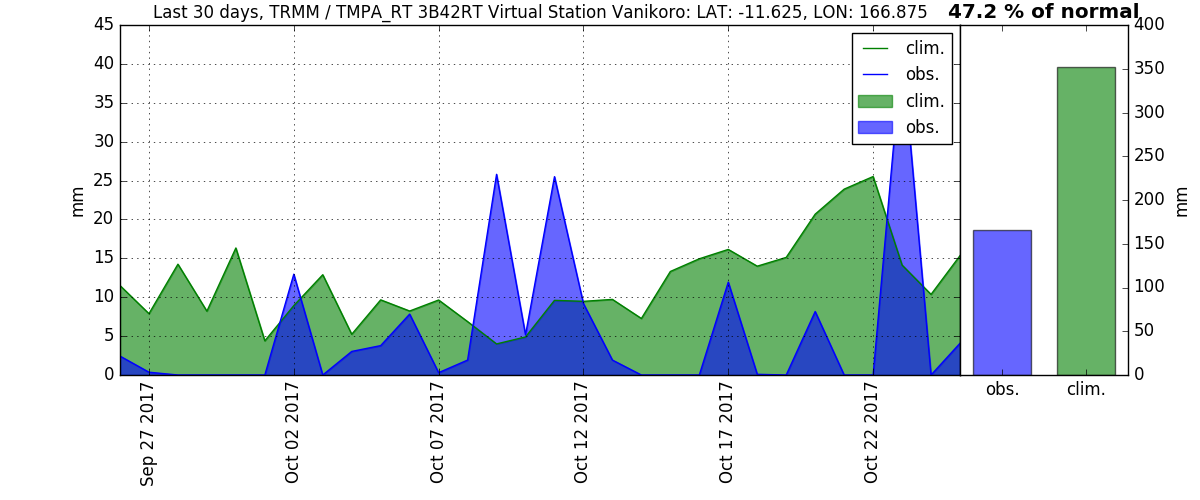 Last 30 days, TRMM / TMPA_RT 3B42RT Virtual Station Vanikoro: LAT: -11.625, LON: 166.875
47.2 % of normal
45
40
35
30
25
20
15
10
5
0
mm
clim.
obs.
clim.
obs.
Sep 27 2017
Oct 02 2017
Oct 07 2017
Oct 12 2017
Oct 17 2017
Oct 22 2017
400
350
300
250
200
150
100
50
0
mm
obs.
clim.